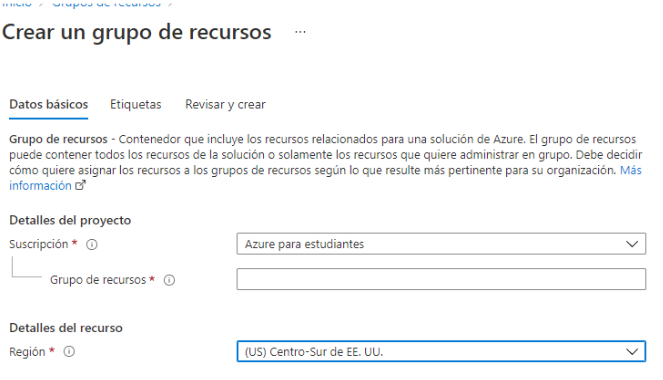 Inicio > Grupos de recursos >
Crear un grupo de recursos ...
Datos básicos Etiquetas Revisar y crear
Grupo de recursos - Contenedor que incluye los recursos relacionados para una solución de Azure. El grupo de recursos
puede contener todos los recursos de la solución o solamente los recursos que quiere administrar en grupo. Debe decidir
cómo quiere asignar los recursos a los grupos de recursos según lo que resulte más pertinente para su organización. Más
información
Detalles del proyecto
Suscripción * Azure para estudiantes
Grupo de recursos *
Detalles del recurso
Región * (US) Centro-Sur de EE. UU.